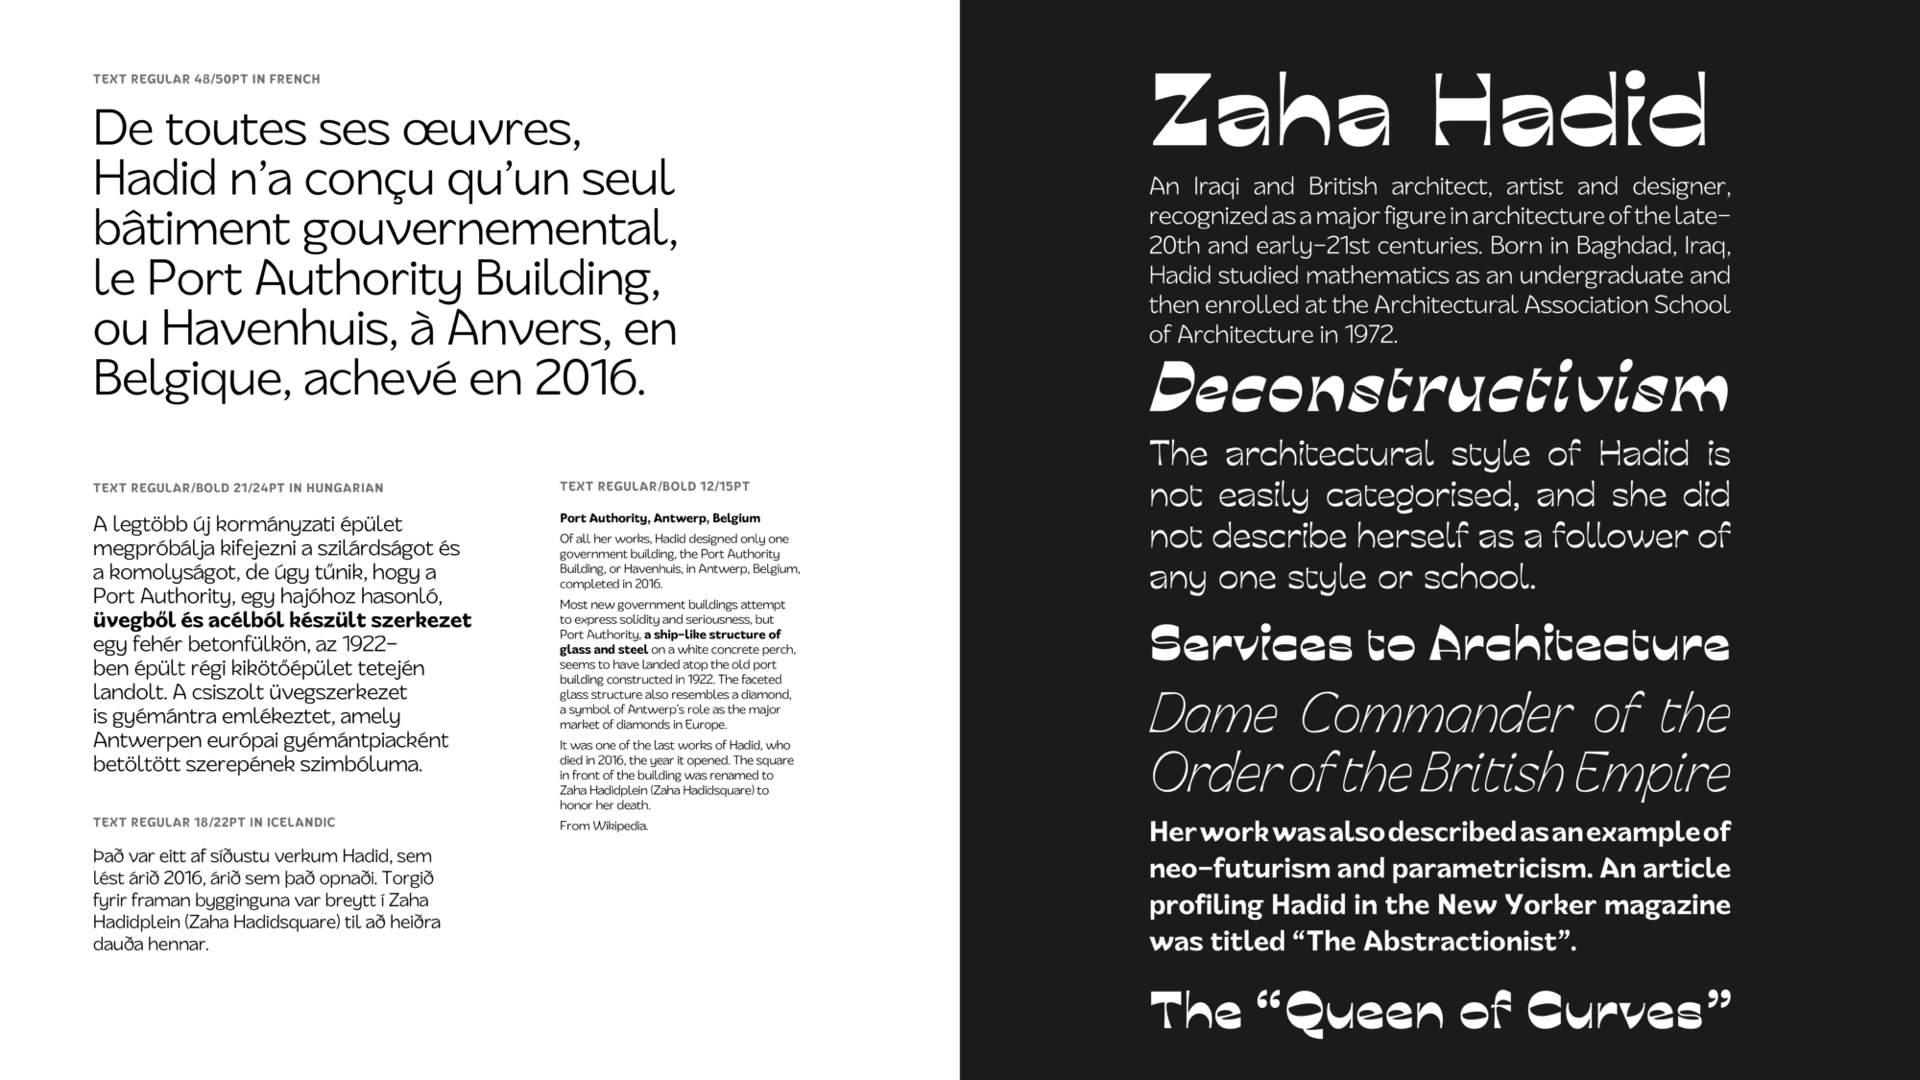 TEXT REGULAR 48/50PT IN FRENCH
De toutes ses œuvres,
Hadid n’a conçu qu’un seul
bâtiment gouvernemental,
le Port Authority Building,
ou Havenhuis, à Anvers, en
Belgique, achevé en 2016.
TEXT REGULAR/BOLD 21/24PT IN HUNGARIAN
A legtöbb új kormányzati épület
megpróbálja kifejezni a szilárdságot és
a komolyságot, de úgy tűnik, hogy a
Port Authority, egy hajóhoz hasonló,
üvegből és acélból készült szerkezet
egy fehér betonfülkön, az 1922–
ben épült régi kikötőépület tetején
landolt. A csiszolt üvegszerkezet
is gyémántra emlékeztet, amely
Antwerpen európai gyémántpiacként
betöltött szerepének szimbóluma.
TEXT REGULAR 18/22PT IN ICELANDIC
Það var eitt af síðustu verkum Hadid, sem
lést árið 2016, árið sem það opnaði. Torgið
fyrir framan bygginguna var breytt í Zaha
Hadidplein (Zaha Hadidsquare) til að heiðra
dauða hennar.
TEXT REGULAR/BOLD 12/15PT
Port Authority, Antwerp, Belgium
Of all her works, Hadid designed only one
government building, the Port Authority
Building, or Havenhuis, in Antwerp, Belgium,
completed in 2016.
Most new government buildings attempt
to express solidity and seriousness, but
Port Authority, a ship–like structure of
glass and steel on a white concrete perch,
seems to have landed atop the old port
building constructed in 1922. The faceted
glass structure also resembles a diamond,
a symbol of Antwerp’s role as the major
market of diamonds in Europe.
It was one of the last works of Hadid, who
died in 2016, the year it opened. The square
in front of the building was renamed to
Zaha Hadidplein (Zaha Hadidsquare) to
honor her death.
From Wikipedia.
Zaha Hadid
An Iraqi and British architect, artist and designer,
recognized as a major figure in architecture of the late–
20th and early–21st centuries. Born in Baghdad, Iraq,
Hadid studied mathematics as an undergraduate and
then enrolled at the Architectural Association School
of Architecture in 1972.
Deconstructivism
The architectural style of Hadid is
not easily categorised, and she did
not describe herself as a follower of
any one style or school.
Services to Architecture
Dame Commander of the
Order of the British Empire
Her work was also described as an example of
neo–futurism and parametricism. An article
profiling Hadid in the New Yorker magazine
was titled “The Abstractionist”.
The “Queen of Curves”